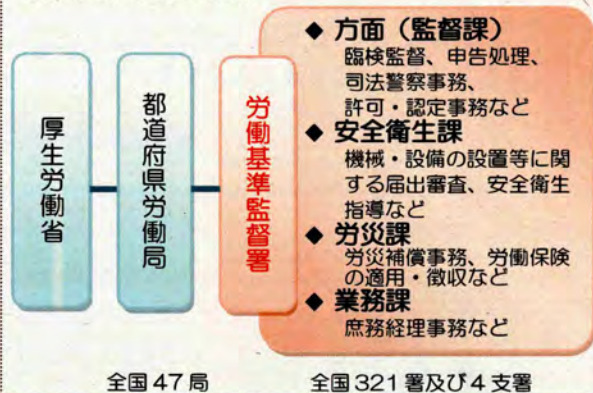 厚生労働省
都道府県労働局
労働基準監督署
◆ 方面（監督課）
臨検監督、申告処理、
司法警察事務、
許可・認定事務など
◆ 安全衛生課
機械・設備の設置等に関
する届出審査、安全衛生
指導など
◆ 労災課
労災補償事務、労働保険
の適用・徴収など
◆ 業務課
庶務経理事務など
全国47局
全国321署及び4支署